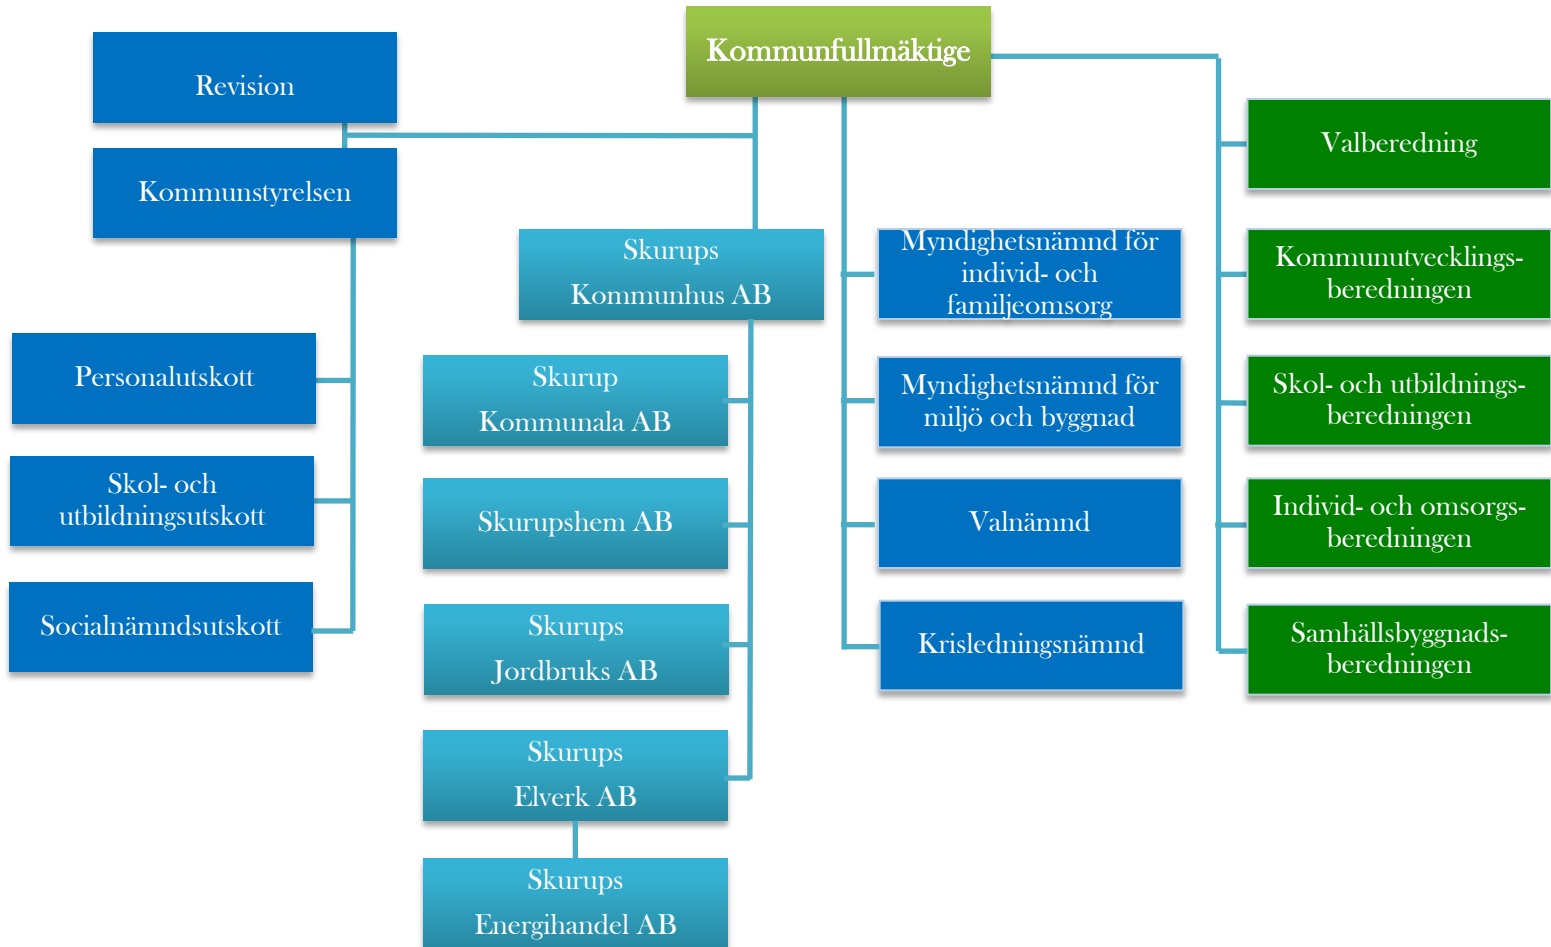 Kommunfullmäktige
Revision
Kommunstyrelsen
Personalutskott
Skol- och
utbildningsutskott
Socialnämndsutskott
Skurups
Kommunhus AB
Skurup
Kommunala AB
Skurupshem AB
Skurups
Jordbruks AB
Skurups
Elverk AB
Skurups
Energihandel AB
Myndighetsnämnd för
individ- och
familjeomsorg
Myndighetsnämnd för
miljö och byggnad
Valnämnd
Krisledningsnämnd
Valberedning
Kommunutvecklings-
beredningen
Skol- och utbildnings-
beredningen
Individ- och omsorgs-
beredningen
Samhällsbyggnads-
beredningen